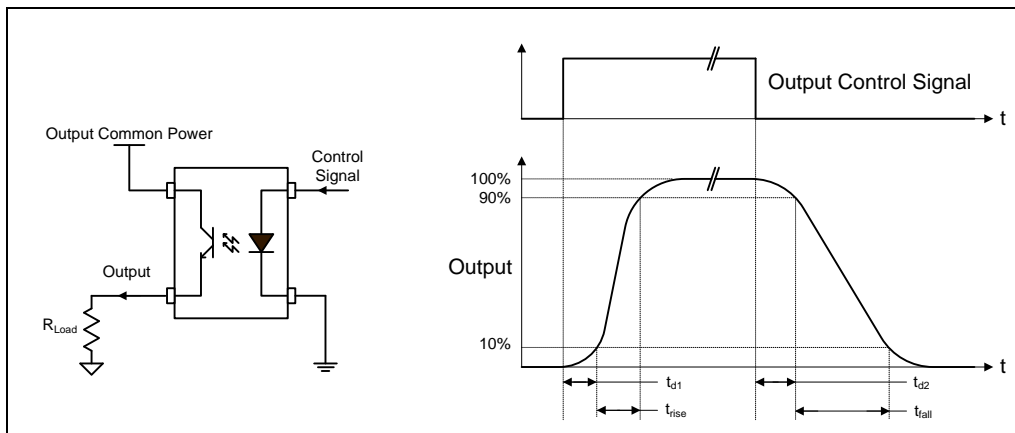 Output Common Power
Control
Signal
Output
RLoad
Output Control Signal
t
100%
90%
Output
10%
t
td1
td2
trise
tfall